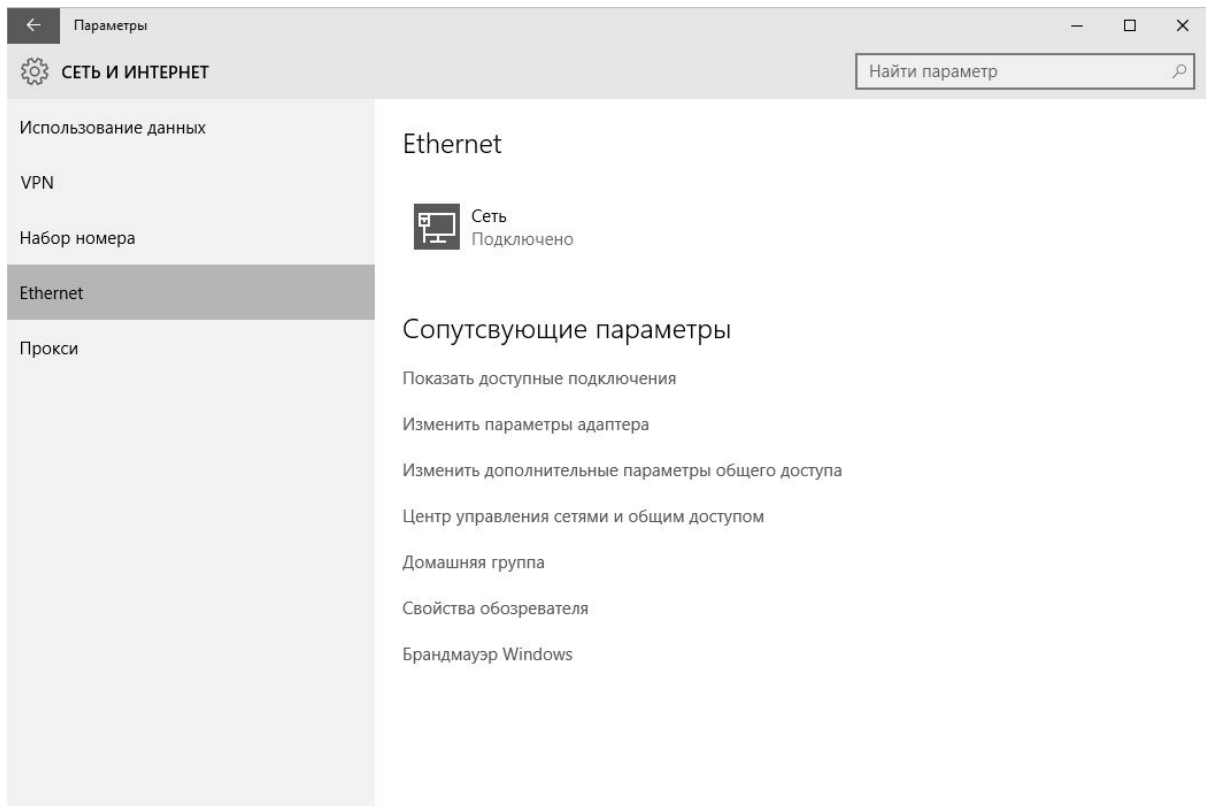 Параметры
СЕТЬ И ИНТЕРНЕТ
Найти параметр
Использование данных
VPN
Набор номера
Ethernet
Прокси
Ethernet
Сеть
Подключено
Сопутсвующие параметры
Показать доступные подключения
Изменить параметры адаптера
Изменить дополнительные параметры общего доступа
Центр управления сетями и общим доступом
Домашняя группа
Свойства обозревателя
Брандмауэр Windows